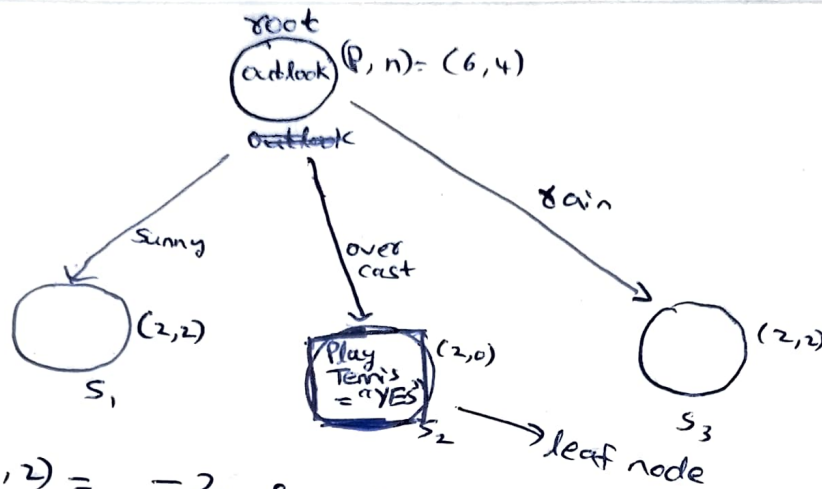 root
outlook (P, n) = (6,4)
outlook
sunny
over
cast
rain
(2,2)
S1
Play
Tennis
= "YES"
(2,0)
S2
leaf node
(2,2)
S3
,2) = - 2